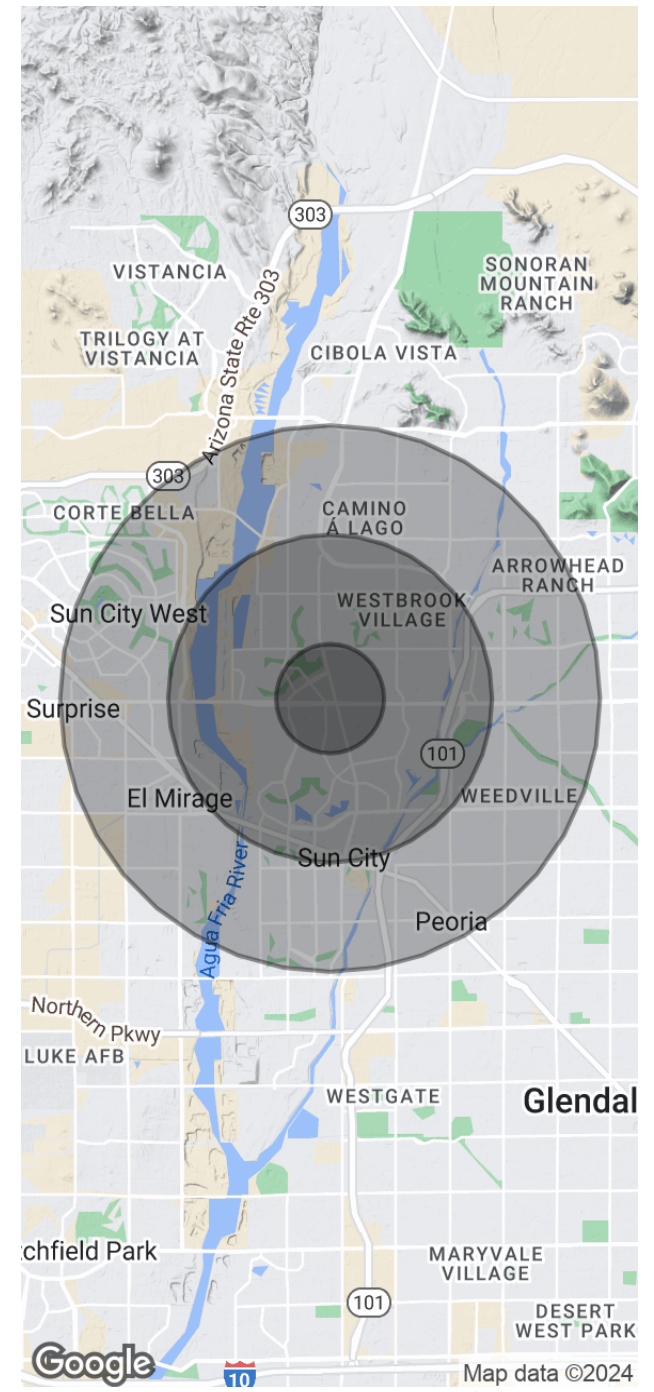 303
VISTANCIA
SONORAN
MOUNTAIN
RANCH
Arizona State Rte 303
TRILOGY AT
VISTANCIA
CIBOLA VISTA
303
CORTE BELLA
CAMINO
Á LAGO
ARROWHEAD
RANCH
Sun City West
WESTBROOK
VILLAGE
Surprise
101
El Mirage
WEEDVILLE
Sun City
Agua Fria River
Peoria
Northern Pkwy
LUKE AFB
WESTGATE
Glendal
chfield Park
MARYVALE
VILLAGE
101
DESERT
WEST PARK
Google
10
Map data ©2024